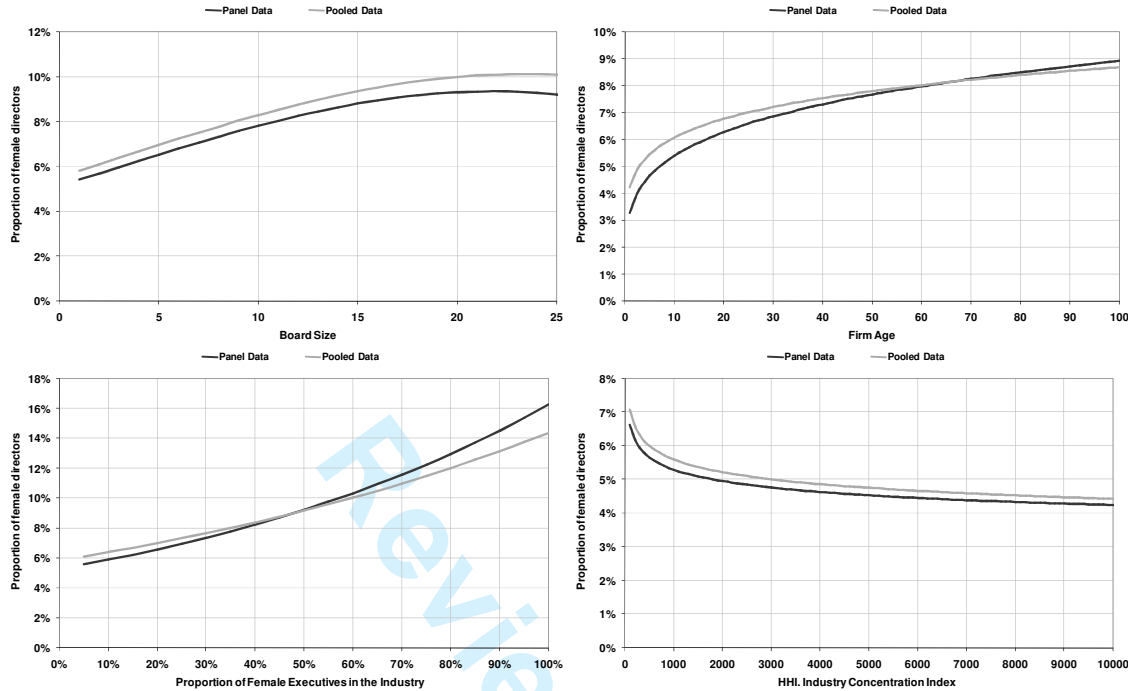 Panel Data Pooled Data
12%
10%
8%
6%
4%
2%
0%
0 5 10 15 20 25
Proportion of female directors
Board Size
Panel Data Pooled Data
10%
9%
8%
7%
6%
5%
4%
3%
2%
1%
0%
0 10 20 30 40 50 60 70 80 90 100
Proportion of female directors
Firm Age
Panel Data Pooled Data
18%
16%
14%
12%
10%
8%
6%
4%
2%
0%
0% 10% 20% 30% 40% 50% 60% 70% 80% 90% 100%
Proportion of female directors
Proportion of Female Executives in the Industry
Panel Data Pooled Data
8%
7%
6%
5%
4%
3%
2%
1%
0%
0 1000 2000 3000 4000 5000 6000 7000 8000 9000 10000
Proportion of female directors
HHI. Industry Concentration Index
Revie